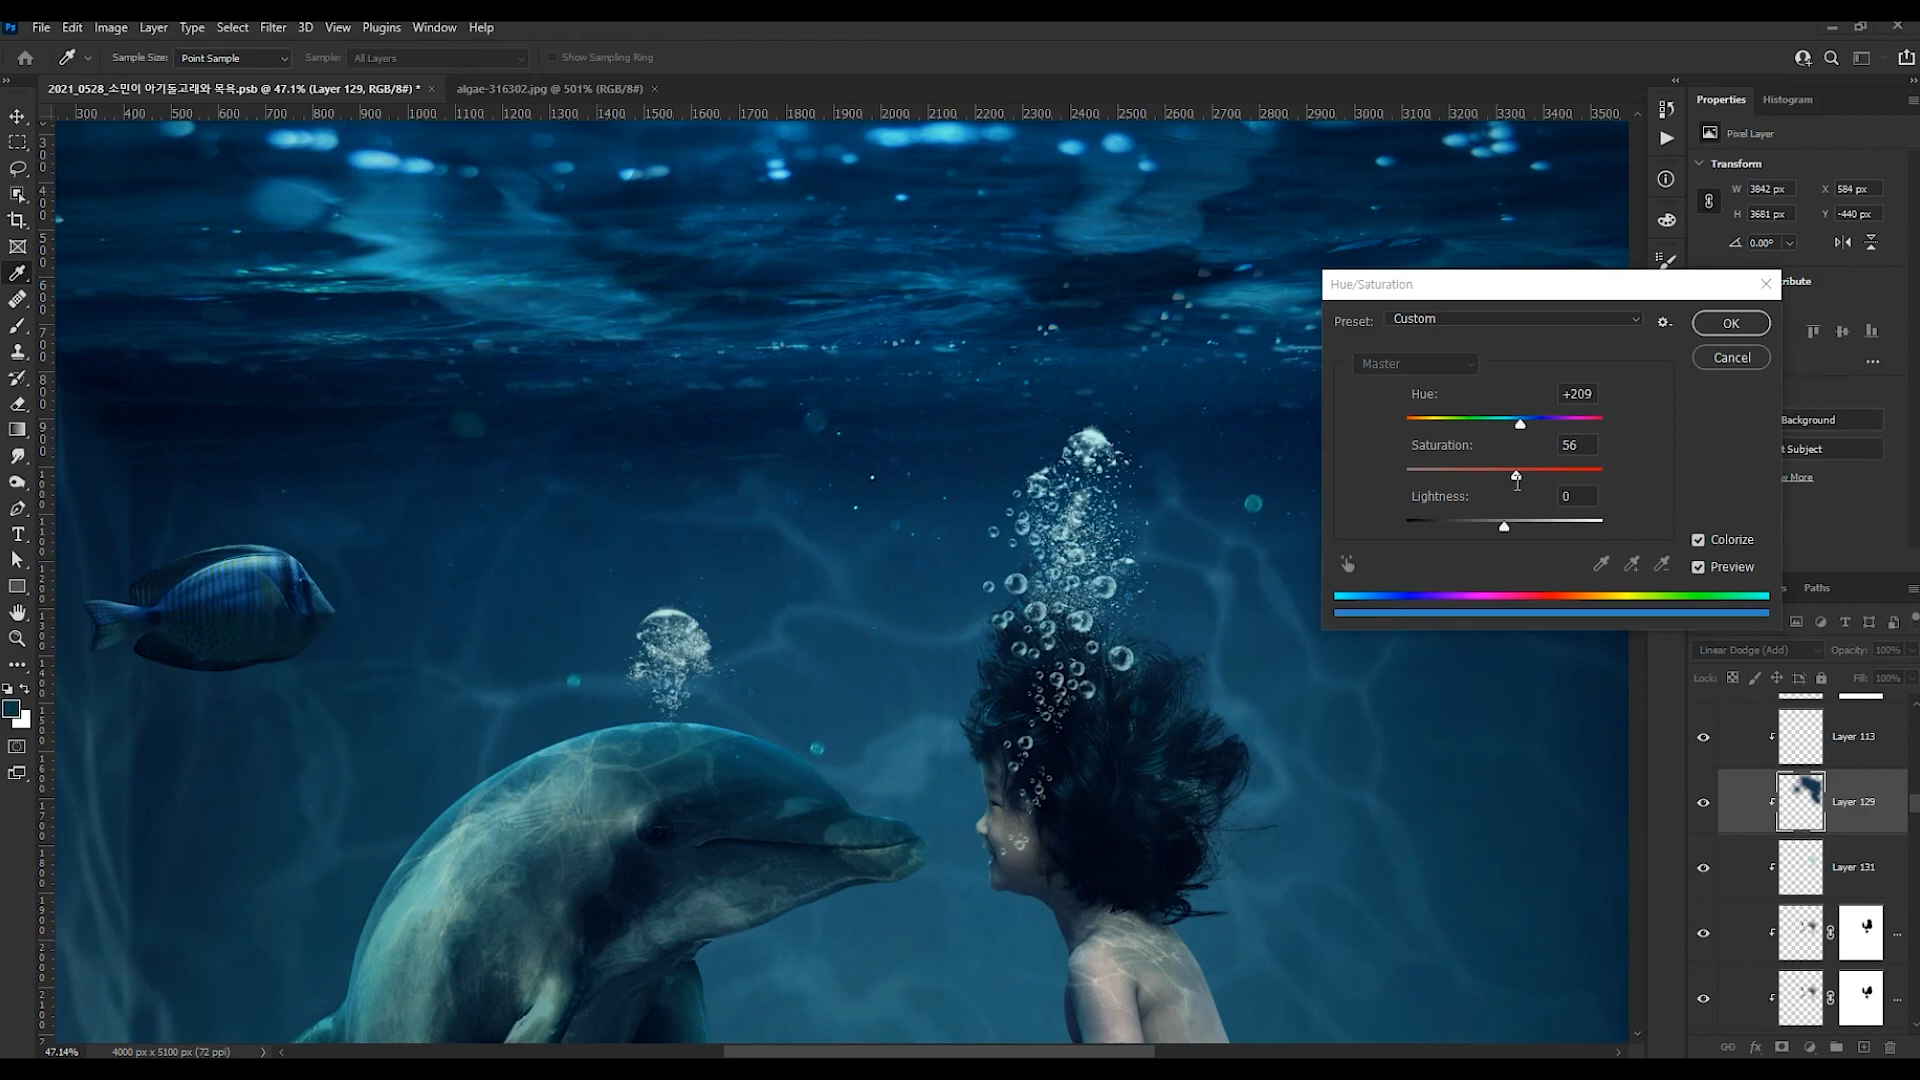 Ps File Edit Image Layer Type Select Filter 3D View Plugins Window Help
Sample Size: Point Sample Sample: All Layers Show Sampling Ring
2021_0528_소민이 아기돌고래와 목욕.psb @ 47.1% (Layer 129, RGB/8#) * × algae-316302.jpg @ 501% (RGB/8#) ×
300 400 500 600 700 800 900 1000 1100 1200 1300 1400 1500 1600 1700 1800 1900 2000 2100 2200 2300 2400 2500 2600 2700 2800 2900 3000 3100 3200 3300 3400 3500
Properties Histogram
Pixel Layer
Transform
W 3842 px X 584 px
H 3681 px Y -440 px
0.00°
Hue/Saturation
Preset: Custom
OK
Cancel
Master
Hue: +209
Saturation: 56
Lightness: 0
Colorize
Preview
ribute
Background
t Subject
w More
s Paths
Linear Dodge (Add) Opacity: 100%
Lock: Fill: 100%
Layer 113
Layer 129
Layer 131
47.14% 4000 px x 5100 px (72 ppi)